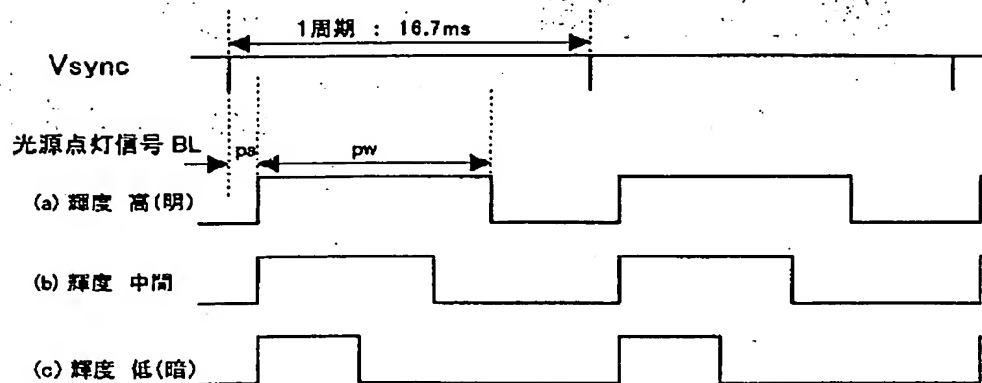 1周期 : 16.7ms
Vsync
光源点灯信号 BL
ps
pw
(a) 輝度 高(明)
(b) 輝度 中間
(c) 輝度 低(暗)